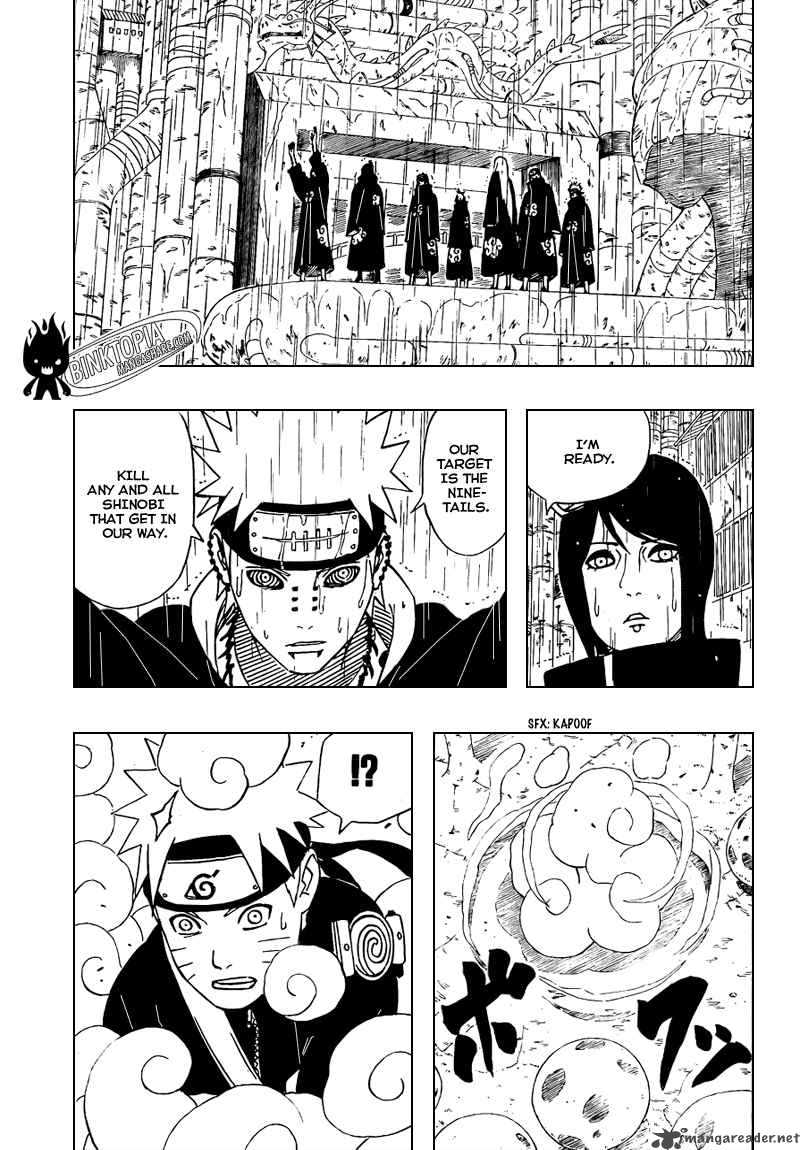 BINKTOPIA
MANGASHARE.COM
I'M
READY.
OUR
TARGET
IS THE
NINE-
TAILS.
KILL
ANY AND ALL
SHINOBI
THAT GET IN
OUR WAY.
SFX: KAPOOF
ボワッ
!?
mangareader.net